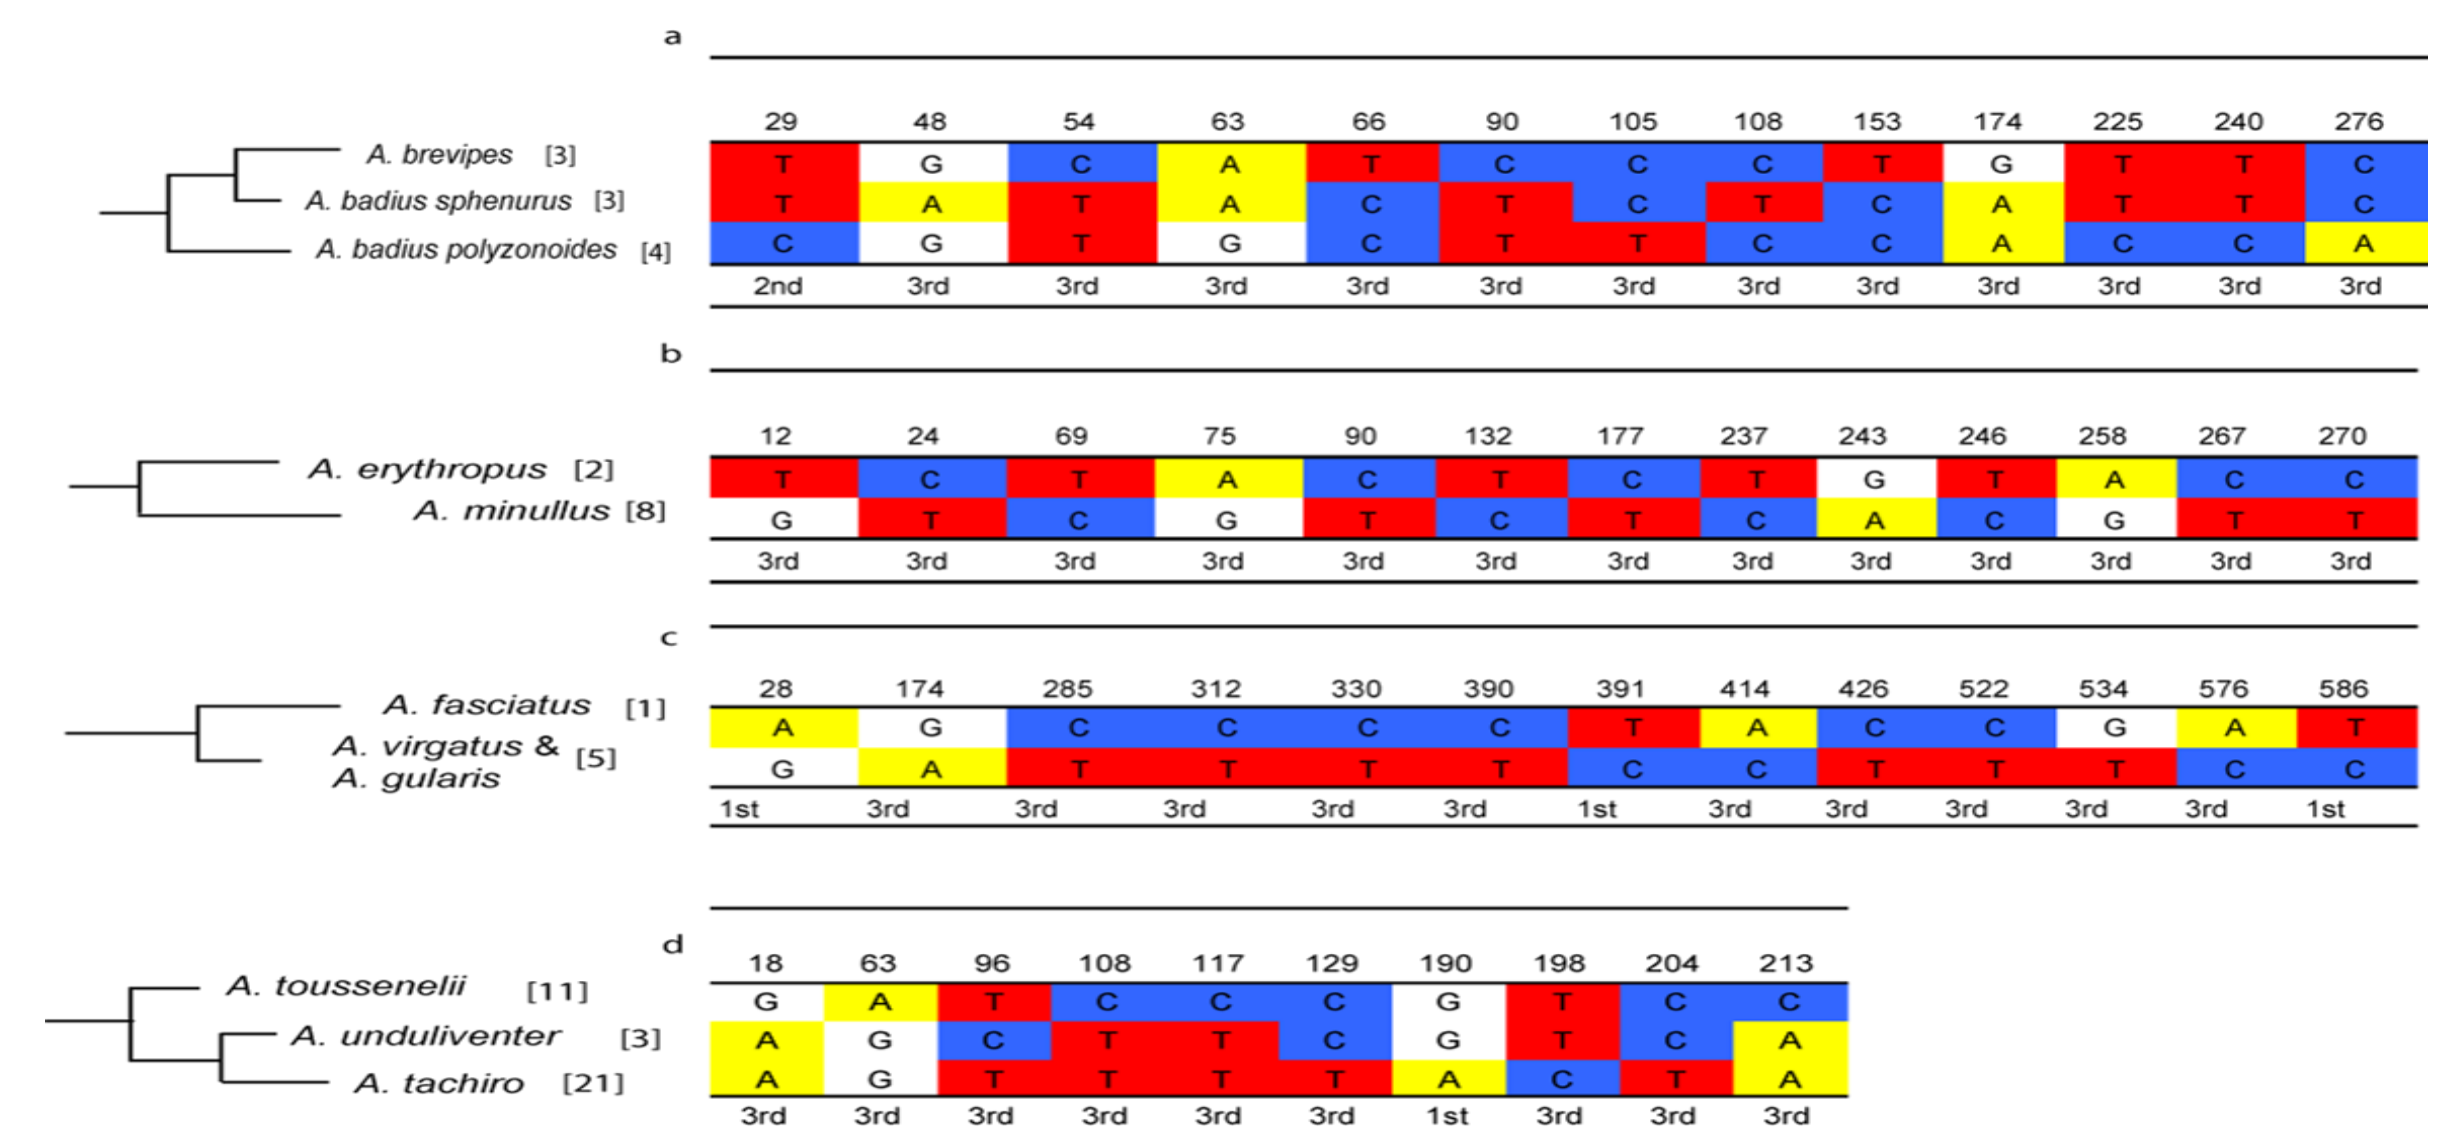 a
29 48 54 63 66 90 105 108 153 174 225 240 276
A. brevipes [3] T G C A T C C C T G T T C
A. badius sphenurus [3] T A T A C T C T C A T T C
A. badius polyzonoides [4] C G T G C T T C C A C C A
2nd 3rd 3rd 3rd 3rd 3rd 3rd 3rd 3rd 3rd 3rd 3rd 3rd
b
12 24 69 75 90 132 177 237 243 246 258 267 270
A. erythropus [2] T C T A C T C T G T A C C
A. minullus [8] G T C G T C T C A C G T T
3rd 3rd 3rd 3rd 3rd 3rd 3rd 3rd 3rd 3rd 3rd 3rd 3rd
c
28 174 285 312 330 390 391 414 426 522 534 576 586
A. fasciatus [1] A G C C C C T A C C G A T
A. virgatus &
A. gularis [5] G A T T T T C C T T T C C
1st 3rd 3rd 3rd 3rd 3rd 1st 3rd 3rd 3rd 3rd 3rd 1st
d
18 63 96 108 117 129 190 198 204 213
A. toussenelii [11] G A T C C C G T C C
A. unduliventer [3] A G C T T C G T C A
A. tachiro [21] A G T T T T A C T A
3rd 3rd 3rd 3rd 3rd 3rd 1st 3rd 3rd 3rd